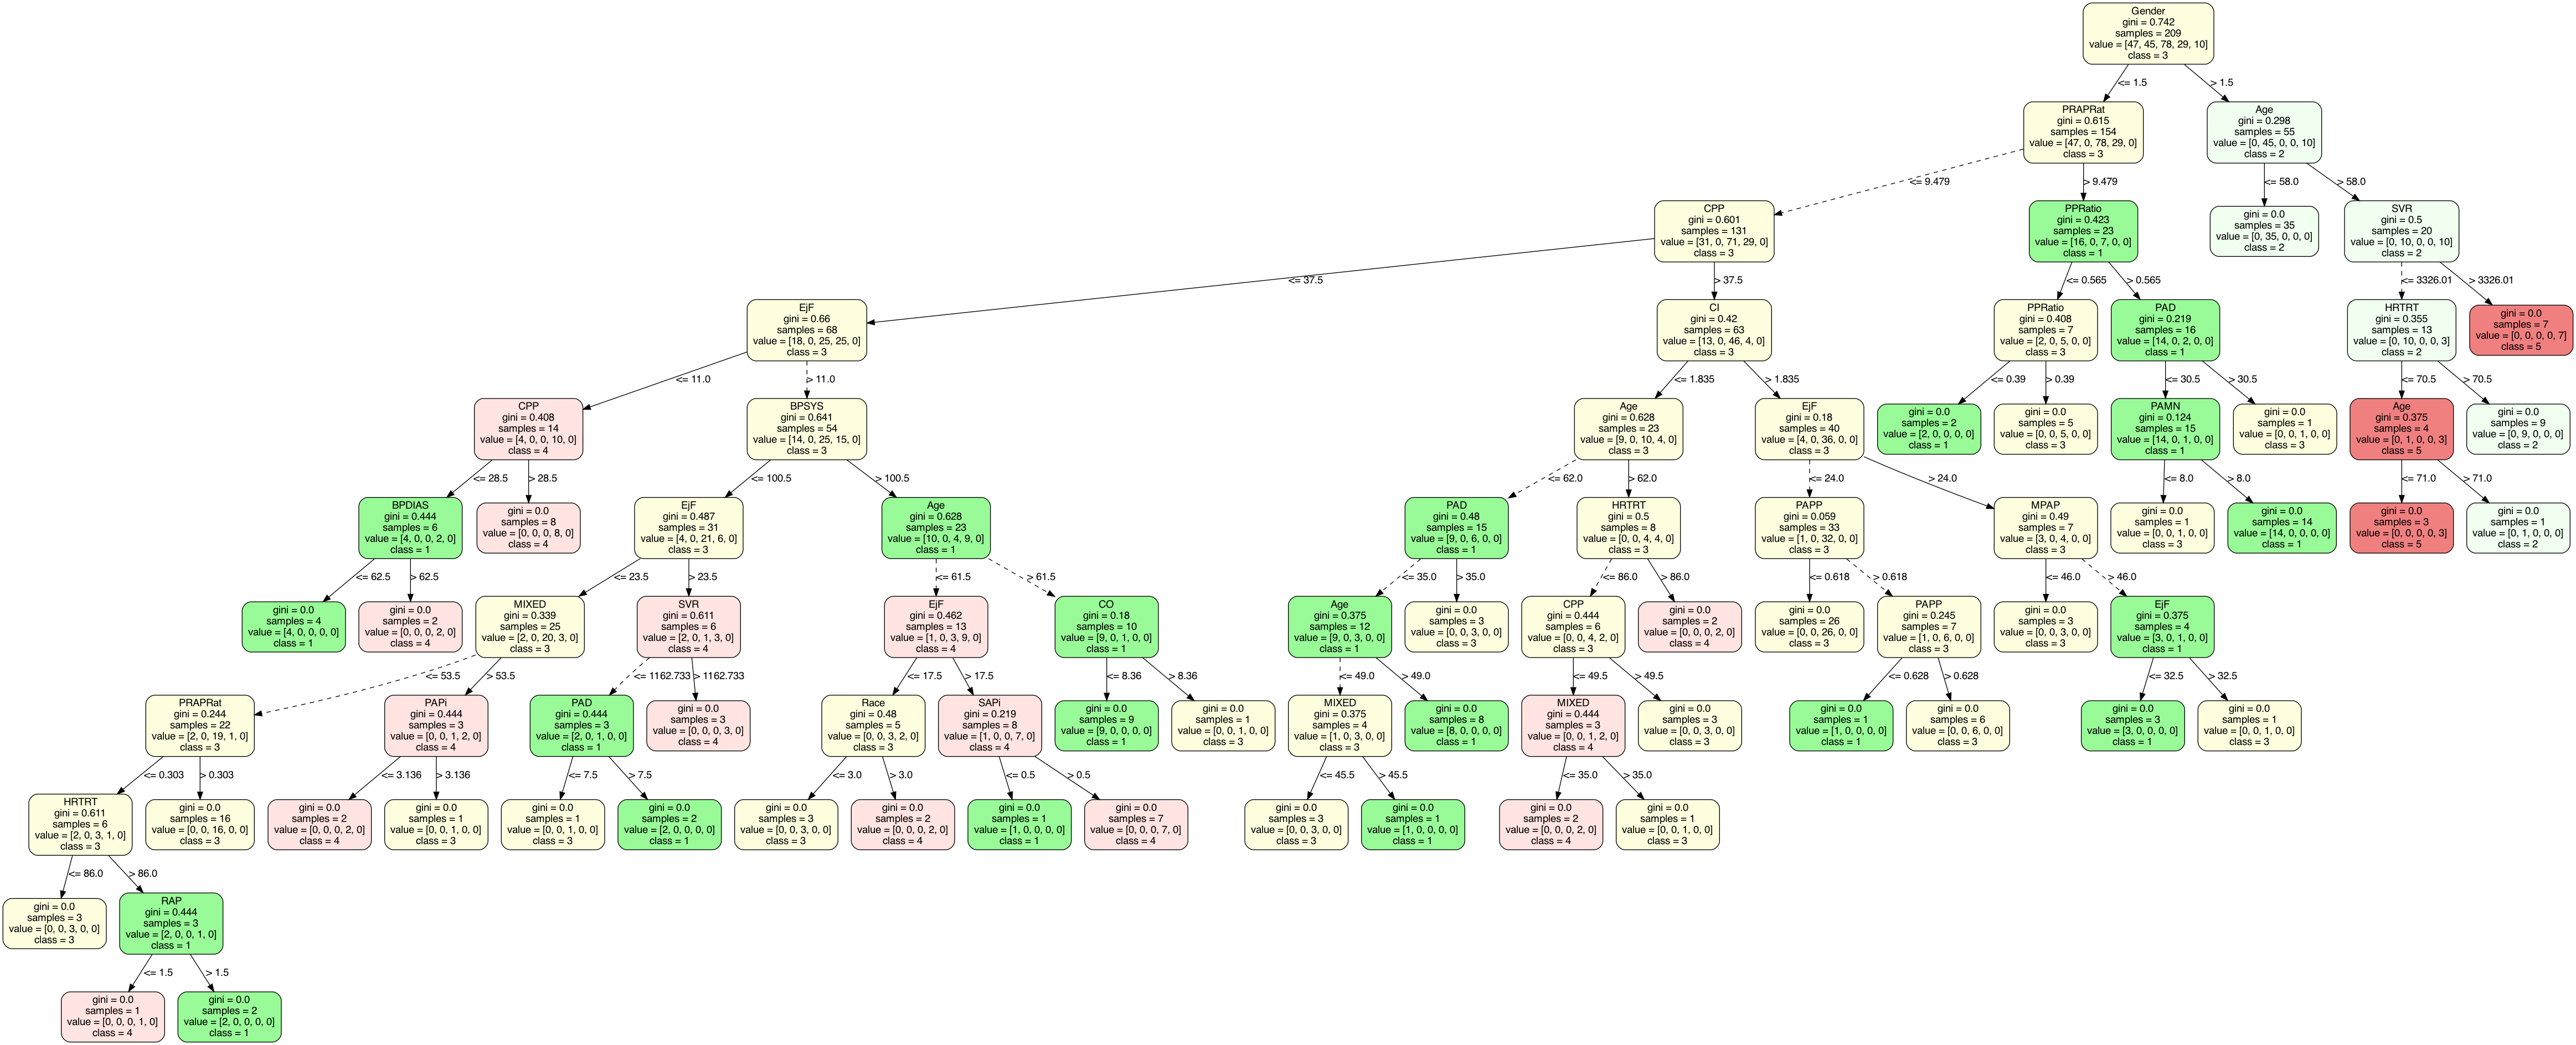 Gender
gini = 0.742
samples = 209
value = [47, 45, 78, 29, 10]
class = 3
<= 1.5
> 1.5
PRAPRat
gini = 0.615
samples = 154
value = [47, 0, 78, 29, 0]
class = 3
Age
gini = 0.298
samples = 55
value = [0, 45, 0, 0, 10]
class = 2
<= 9.479
> 9.479
<= 58.0
> 58.0
CPP
gini = 0.601
samples = 131
value = [31, 0, 71, 29, 0]
class = 3
PPRatio
gini = 0.423
samples = 23
value = [16, 0, 7, 0, 0]
class = 1
gini = 0.0
samples = 35
value = [0, 35, 0, 0, 0]
class = 2
SVR
gini = 0.5
samples = 20
value = [0, 10, 0, 0, 10]
class = 2
<= 37.5
> 37.5
<= 0.565
> 0.565
<= 3326.01
> 3326.01
EjF
gini = 0.66
samples = 68
value = [18, 0, 25, 25, 0]
class = 3
CI
gini = 0.42
samples = 63
value = [13, 0, 46, 4, 0]
class = 3
PPRatio
gini = 0.408
samples = 7
value = [2, 0, 5, 0, 0]
class = 3
PAD
gini = 0.219
samples = 16
value = [14, 0, 2, 0, 0]
class = 1
HRTRT
gini = 0.355
samples = 13
value = [0, 10, 0, 0, 3]
class = 2
gini = 0.0
samples = 7
value = [0, 0, 0, 0, 7]
class = 5
<= 11.0
> 11.0
<= 1.835
> 1.835
<= 0.39
> 0.39
<= 30.5
> 30.5
<= 70.5
> 70.5
CPP
gini = 0.408
samples = 14
value = [4, 0, 0, 10, 0]
class = 4
BPSYS
gini = 0.641
samples = 54
value = [14, 0, 25, 15, 0]
class = 3
Age
gini = 0.628
samples = 23
value = [9, 0, 10, 4, 0]
class = 3
EjF
gini = 0.18
samples = 40
value = [4, 0, 36, 0, 0]
class = 3
gini = 0.0
samples = 2
value = [2, 0, 0, 0, 0]
class = 1
gini = 0.0
samples = 5
value = [0, 0, 5, 0, 0]
class = 3
PAMN
gini = 0.124
samples = 15
value = [14, 0, 1, 0, 0]
class = 1
gini = 0.0
samples = 1
value = [0, 0, 1, 0, 0]
class = 3
Age
gini = 0.375
samples = 4
value = [0, 1, 0, 0, 3]
class = 5
gini = 0.0
samples = 9
value = [0, 9, 0, 0, 0]
class = 2
<= 28.5
> 28.5
<= 100.5
> 100.5
<= 62.0
> 62.0
<= 24.0
> 24.0
<= 8.0
> 8.0
<= 71.0
> 71.0
BPDIAS
gini = 0.444
samples = 6
value = [4, 0, 0, 2, 0]
class = 1
gini = 0.0
samples = 8
value = [0, 0, 0, 8, 0]
class = 4
EjF
gini = 0.487
samples = 31
value = [4, 0, 21, 6, 0]
class = 3
Age
gini = 0.628
samples = 23
value = [10, 0, 4, 9, 0]
class = 1
PAD
gini = 0.48
samples = 15
value = [9, 0, 6, 0, 0]
class = 1
HRTRT
gini = 0.5
samples = 8
value = [0, 0, 4, 4, 0]
class = 3
PAPP
gini = 0.059
samples = 33
value = [1, 0, 32, 0, 0]
class = 3
MPAP
gini = 0.49
samples = 7
value = [3, 0, 4, 0, 0]
class = 3
gini = 0.0
samples = 1
value = [0, 0, 1, 0, 0]
class = 3
gini = 0.0
samples = 14
value = [14, 0, 0, 0, 0]
class = 1
gini = 0.0
samples = 3
value = [0, 0, 0, 0, 3]
class = 5
gini = 0.0
samples = 1
value = [0, 1, 0, 0, 0]
class = 2
<= 62.5
> 62.5
<= 23.5
> 23.5
<= 61.5
> 61.5
<= 35.0
> 35.0
<= 86.0
> 86.0
<= 0.618
> 0.618
<= 46.0
> 46.0
gini = 0.0
samples = 4
value = [4, 0, 0, 0, 0]
class = 1
gini = 0.0
samples = 2
value = [0, 0, 0, 2, 0]
class = 4
MIXED
gini = 0.339
samples = 25
value = [2, 0, 20, 3, 0]
class = 3
SVR
gini = 0.611
samples = 6
value = [2, 0, 1, 3, 0]
class = 4
EjF
gini = 0.462
samples = 13
value = [1, 0, 3, 9, 0]
class = 4
CO
gini = 0.18
samples = 10
value = [9, 0, 1, 0, 0]
class = 1
Age
gini = 0.375
samples = 12
value = [9, 0, 3, 0, 0]
class = 1
gini = 0.0
samples = 3
value = [0, 0, 3, 0, 0]
class = 3
CPP
gini = 0.444
samples = 6
value = [0, 0, 4, 2, 0]
class = 3
gini = 0.0
samples = 2
value = [0, 0, 0, 2, 0]
class = 4
gini = 0.0
samples = 26
value = [0, 0, 26, 0, 0]
class = 3
PAPP
gini = 0.245
samples = 7
value = [1, 0, 6, 0, 0]
class = 3
gini = 0.0
samples = 3
value = [0, 0, 3, 0, 0]
class = 3
EjF
gini = 0.375
samples = 4
value = [3, 0, 1, 0, 0]
class = 1
<= 53.5
> 53.5
<= 1162.733
> 1162.733
<= 17.5
> 17.5
<= 8.36
> 8.36
<= 49.0
> 49.0
<= 49.5
> 49.5
<= 0.628
> 0.628
<= 32.5
> 32.5
PRAPRat
gini = 0.244
samples = 22
value = [2, 0, 19, 1, 0]
class = 3
PAPi
gini = 0.444
samples = 3
value = [0, 0, 1, 2, 0]
class = 4
PAD
gini = 0.444
samples = 3
value = [2, 0, 1, 0, 0]
class = 1
gini = 0.0
samples = 3
value = [0, 0, 0, 3, 0]
class = 4
Race
gini = 0.48
samples = 5
value = [0, 0, 3, 2, 0]
class = 3
SAPi
gini = 0.219
samples = 8
value = [1, 0, 0, 7, 0]
class = 4
gini = 0.0
samples = 9
value = [9, 0, 0, 0, 0]
class = 1
gini = 0.0
samples = 1
value = [0, 0, 1, 0, 0]
class = 3
MIXED
gini = 0.375
samples = 4
value = [1, 0, 3, 0, 0]
class = 3
gini = 0.0
samples = 8
value = [8, 0, 0, 0, 0]
class = 1
MIXED
gini = 0.444
samples = 3
value = [0, 0, 1, 2, 0]
class = 4
gini = 0.0
samples = 3
value = [0, 0, 3, 0, 0]
class = 3
gini = 0.0
samples = 1
value = [1, 0, 0, 0, 0]
class = 1
gini = 0.0
samples = 6
value = [0, 0, 6, 0, 0]
class = 3
gini = 0.0
samples = 3
value = [3, 0, 0, 0, 0]
class = 1
gini = 0.0
samples = 1
value = [0, 0, 1, 0, 0]
class = 3
<= 0.303
> 0.303
<= 3.136
> 3.136
<= 7.5
> 7.5
<= 3.0
> 3.0
<= 0.5
> 0.5
<= 45.5
> 45.5
<= 35.0
> 35.0
HRTRT
gini = 0.611
samples = 6
value = [2, 0, 3, 1, 0]
class = 3
gini = 0.0
samples = 16
value = [0, 0, 16, 0, 0]
class = 3
gini = 0.0
samples = 2
value = [0, 0, 0, 2, 0]
class = 4
gini = 0.0
samples = 1
value = [0, 0, 1, 0, 0]
class = 3
gini = 0.0
samples = 1
value = [0, 0, 1, 0, 0]
class = 3
gini = 0.0
samples = 2
value = [2, 0, 0, 0, 0]
class = 1
gini = 0.0
samples = 3
value = [0, 0, 3, 0, 0]
class = 3
gini = 0.0
samples = 2
value = [0, 0, 0, 2, 0]
class = 4
gini = 0.0
samples = 1
value = [1, 0, 0, 0, 0]
class = 1
gini = 0.0
samples = 7
value = [0, 0, 0, 7, 0]
class = 4
gini = 0.0
samples = 3
value = [0, 0, 3, 0, 0]
class = 3
gini = 0.0
samples = 1
value = [1, 0, 0, 0, 0]
class = 1
gini = 0.0
samples = 2
value = [0, 0, 0, 2, 0]
class = 4
gini = 0.0
samples = 1
value = [0, 0, 1, 0, 0]
class = 3
<= 86.0
> 86.0
gini = 0.0
samples = 3
value = [0, 0, 3, 0, 0]
class = 3
RAP
gini = 0.444
samples = 3
value = [2, 0, 0, 1, 0]
class = 1
<= 1.5
> 1.5
gini = 0.0
samples = 1
value = [0, 0, 0, 1, 0]
class = 4
gini = 0.0
samples = 2
value = [2, 0, 0, 0, 0]
class = 1